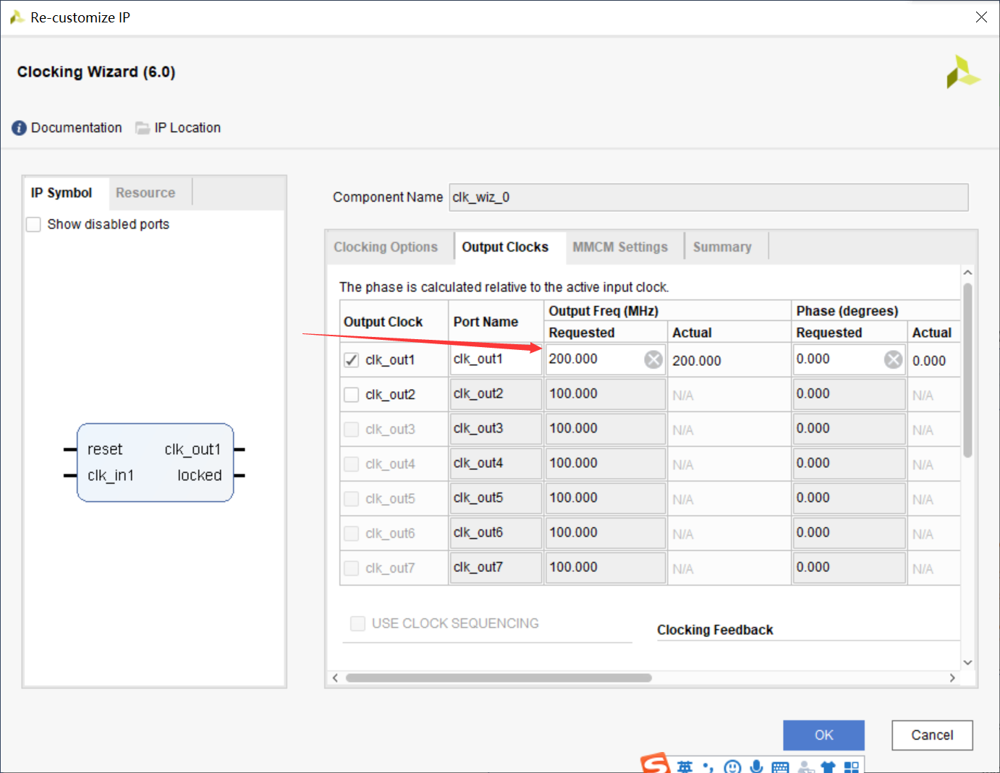 Re-customize IP
Clocking Wizard (6.0)
Documentation IP Location
IP Symbol Resource
Show disabled ports
reset clk_out1
clk_in1 locked
Component Name clk_wiz_0
Clocking Options Output Clocks MMCM Settings Summary
The phase is calculated relative to the active input clock.
Output Clock Port Name Output Freq (MHz) Phase (degrees)
Requested Actual Requested Actual
clk_out1 clk_out1 200.000 200.000 0.000 0.000
clk_out2 clk_out2 100.000 N/A 0.000 N/A
clk_out3 clk_out3 100.000 N/A 0.000 N/A
clk_out4 clk_out4 100.000 N/A 0.000 N/A
clk_out5 clk_out5 100.000 N/A 0.000 N/A
clk_out6 clk_out6 100.000 N/A 0.000 N/A
clk_out7 clk_out7 100.000 N/A 0.000 N/A
USE CLOCK SEQUENCING
Clocking Feedback
OK Cancel
英